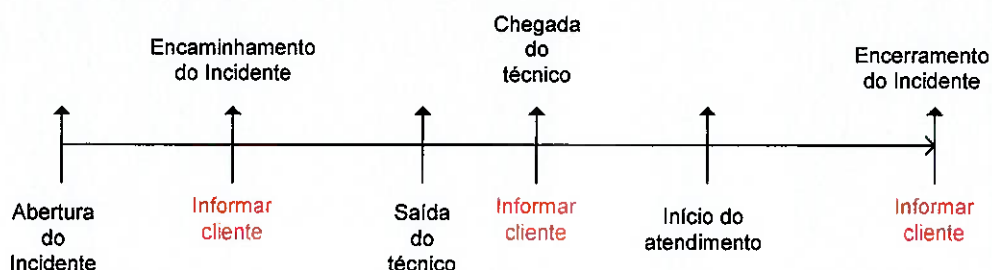 Encaminhamento
do Incidente
Chegada
do
técnico
Encerramento
do Incidente
Abertura
do
Incidente
Informar
cliente
Saída
do
técnico
Informar
cliente
Início do
atendimento
Informar
cliente